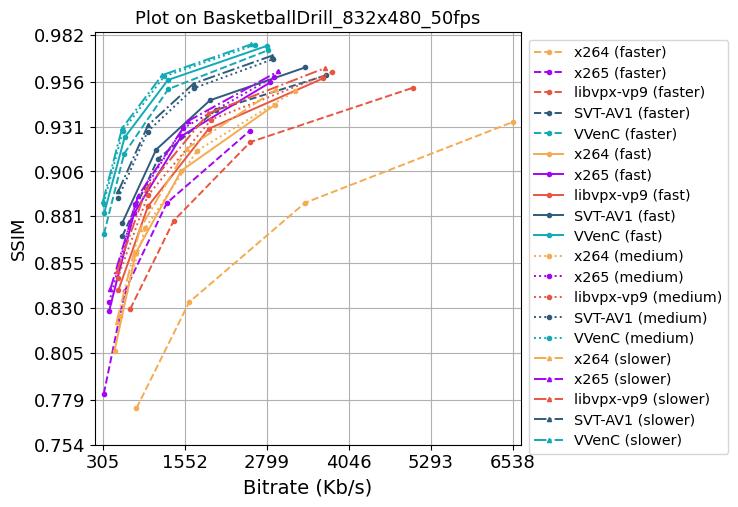 Plot on BasketballDrill_832x480_50fps
0.982
0.956
0.931
0.906
0.881
0.855
0.830
0.805
0.779
0.754
SSIM
305 1552 2799 4046 5293 6538
Bitrate (Kb/s)
x264 (faster)
x265 (faster)
libvpx-vp9 (faster)
SVT-AV1 (faster)
VVenC (faster)
x264 (fast)
x265 (fast)
libvpx-vp9 (fast)
SVT-AV1 (fast)
VVenC (fast)
x264 (medium)
x265 (medium)
libvpx-vp9 (medium)
SVT-AV1 (medium)
VVenC (medium)
x264 (slower)
x265 (slower)
libvpx-vp9 (slower)
SVT-AV1 (slower)
VVenC (slower)